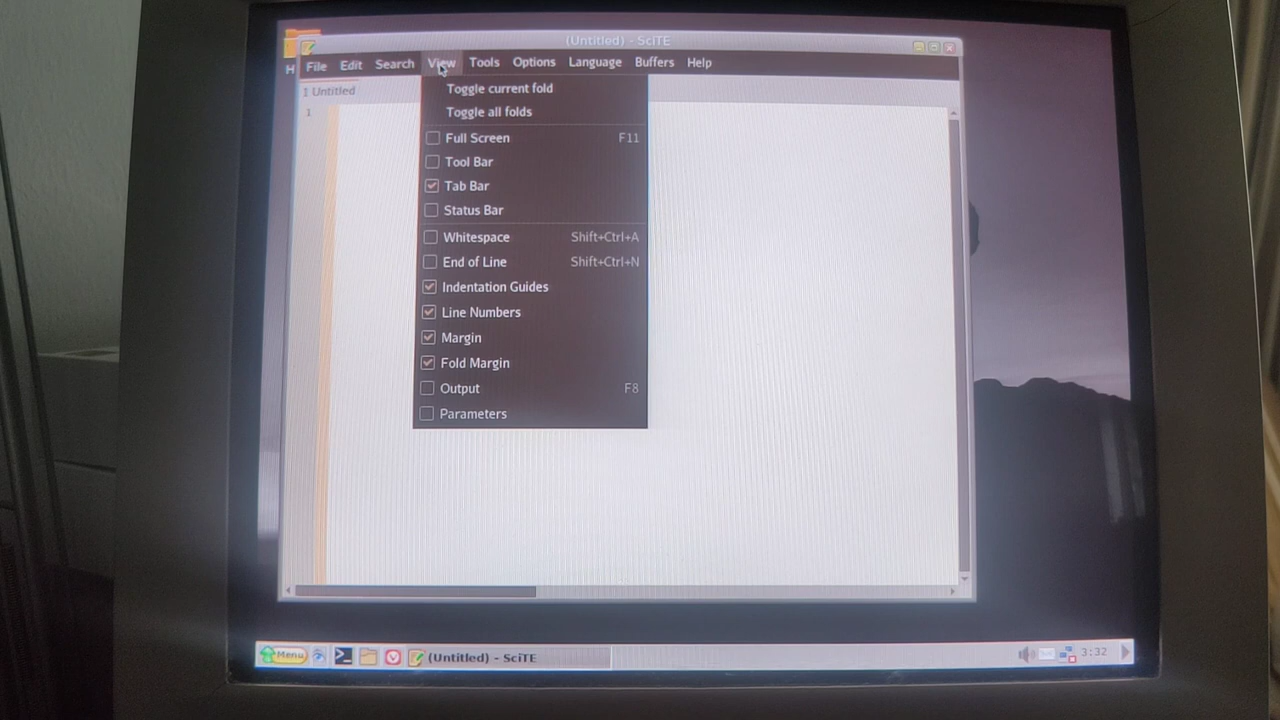 (Untitled) - SciTE
H
File Edit Search View Tools Options Language Buffers Help
1 Untitled
1
Toggle current fold
Toggle all folds
Full Screen F11
Tool Bar
Tab Bar
Status Bar
Whitespace Shift+Ctrl+A
End of Line Shift+Ctrl+N
Indentation Guides
Line Numbers
Margin
Fold Margin
Output F8
Parameters
Menu (Untitled) - SciTE 3:32